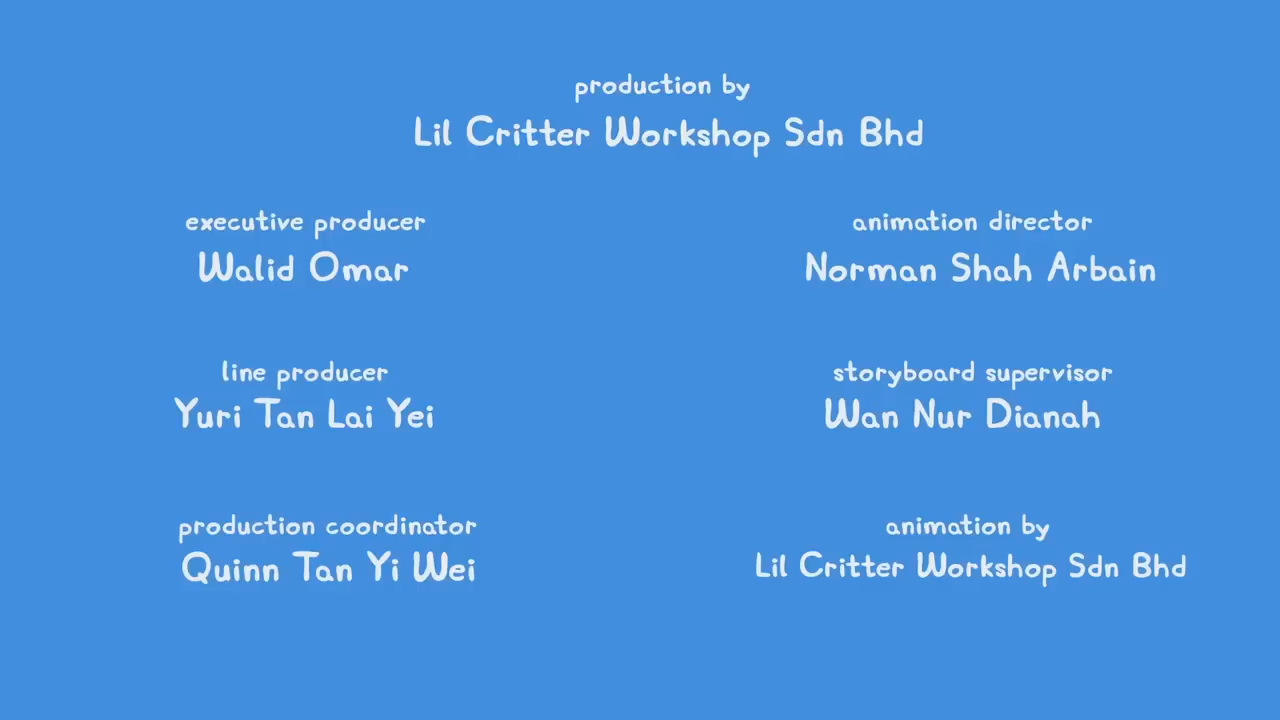 production by
Lil Critter Workshop Sdn Bhd
executive producer
Walid Omar
line producer
Yuri Tan Lai Yei
production coordinator
Quinn Tan Yi Wei
animation director
Norman Shah Arbain
storyboard supervisor
Wan Nur Dianah
animation by
Lil Critter Workshop Sdn Bhd